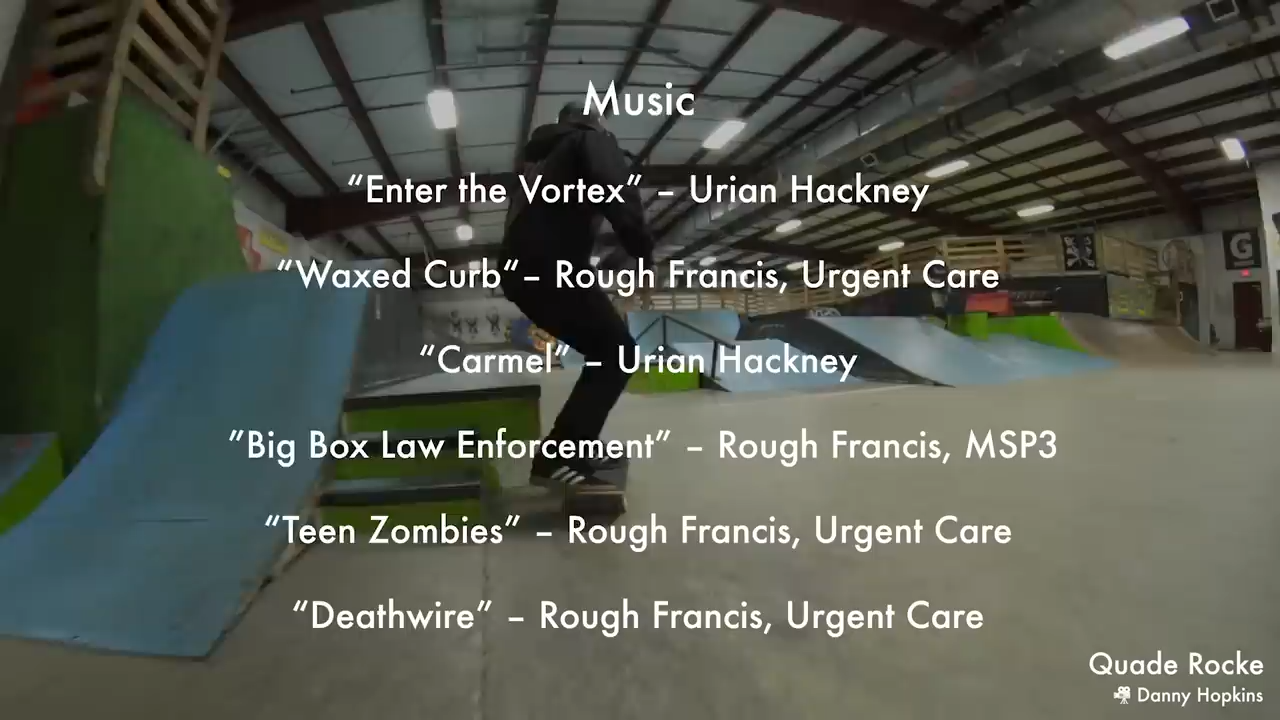 Music
“Enter the Vortex” – Urian Hackney
“Waxed Curb“– Rough Francis, Urgent Care
“Carmel” – Urian Hackney
”Big Box Law Enforcement” – Rough Francis, MSP3
“Teen Zombies” – Rough Francis, Urgent Care
“Deathwire” – Rough Francis, Urgent Care
G
Quade Rocke
Danny Hopkins